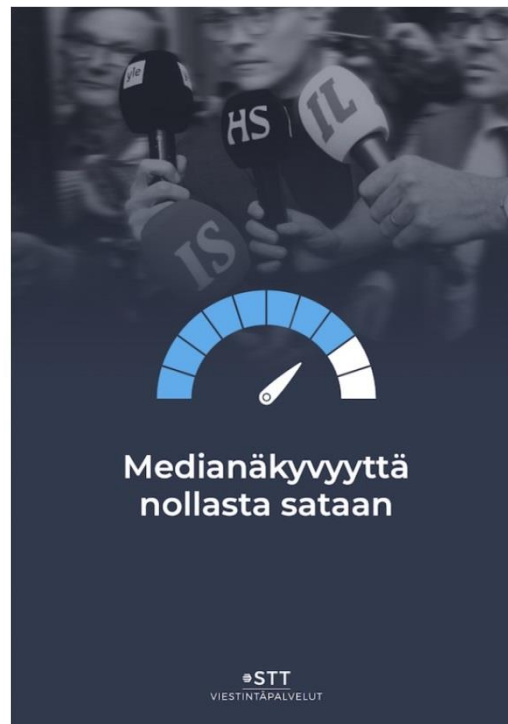 yle
HS
IL
IS
Medianäkyvyyttä
nollasta sataan
STT
VIESTINTÄPALVELUT